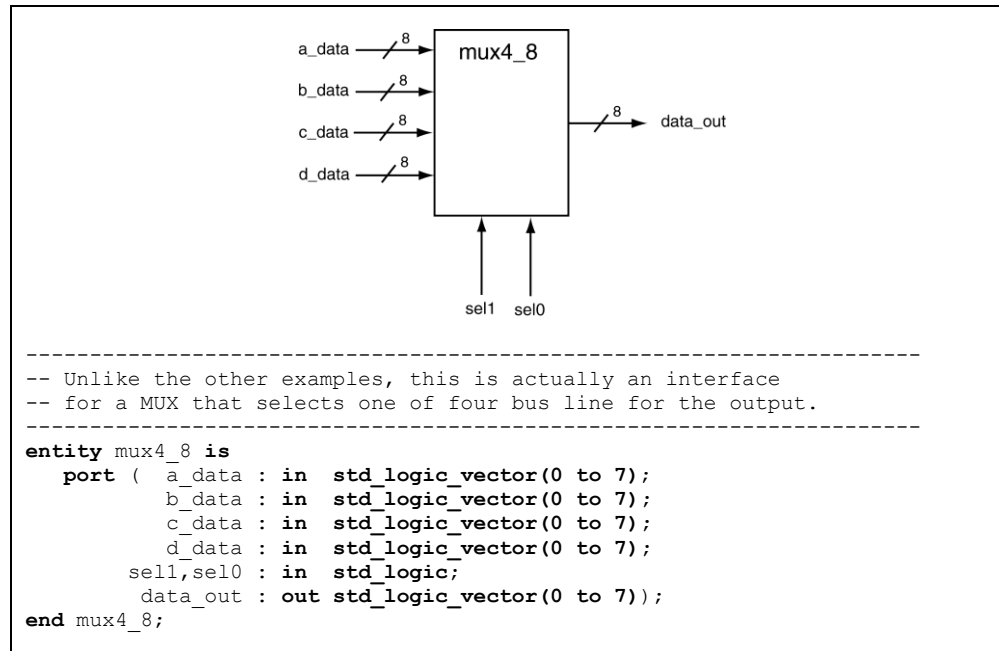 a_data 8 mux4_8
b_data 8
8 data_out
c_data 8
d_data 8
sel1 sel0
----------------------------------------------------------------------
-- Unlike the other examples, this is actually an interface
-- for a MUX that selects one of four bus line for the output.
----------------------------------------------------------------------
entity mux4_8 is
port ( a_data : in std_logic_vector(0 to 7);
b_data : in std_logic_vector(0 to 7);
c_data : in std_logic_vector(0 to 7);
d_data : in std_logic_vector(0 to 7);
sel1,sel0 : in std_logic;
data_out : out std_logic_vector(0 to 7));
end mux4_8;